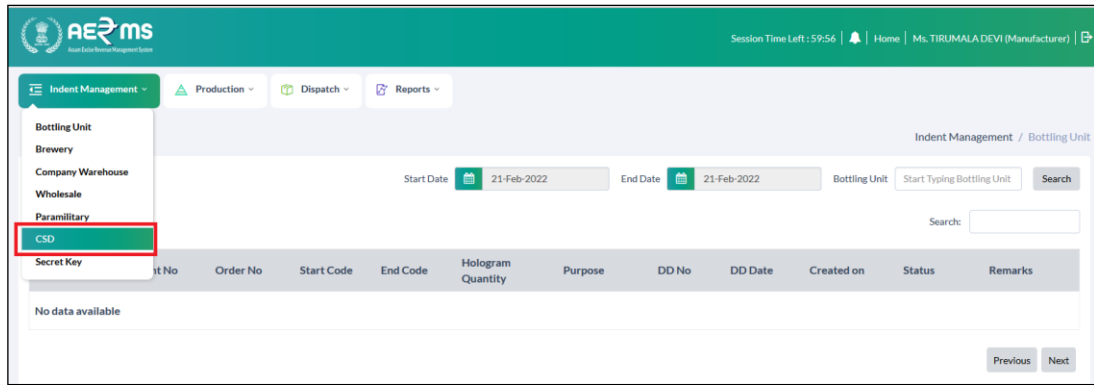 AERMS
Assam Excise Revenue Management System
Session Time Left : 59:56 | Home | Ms. TIRUMALA DEVI (Manufacturer)
Indent Management Production Dispatch Reports
Bottling Unit
Brewery
Company Warehouse
Wholesale
Paramilitary
CSD
Secret Key
Indent Management / Bottling Unit
Start Date 21-Feb-2022 End Date 21-Feb-2022 Bottling Unit Start Typing Bottling Unit Search
Search:
nt No Order No Start Code End Code Hologram Quantity Purpose DD No DD Date Created on Status Remarks
No data available
Previous Next